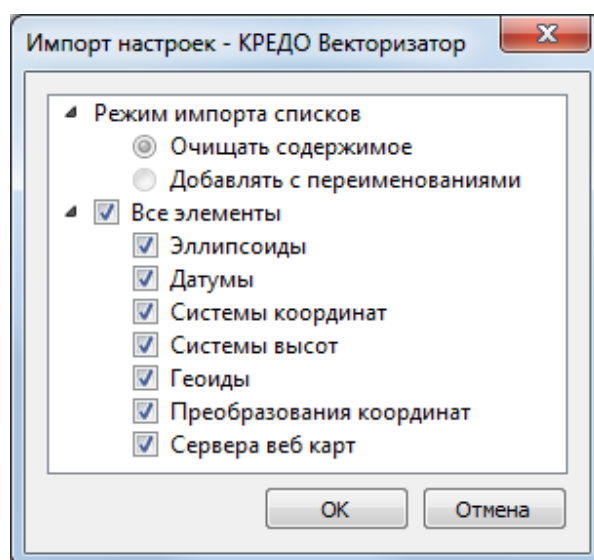 Импорт настроек - КРЕДО Векторизатор
Режим импорта списков
Очищать содержимое
Добавлять с переименованиями
Все элементы
Эллипсоиды
Датумы
Системы координат
Системы высот
Геоиды
Преобразования координат
Сервера веб карт
OK
Отмена